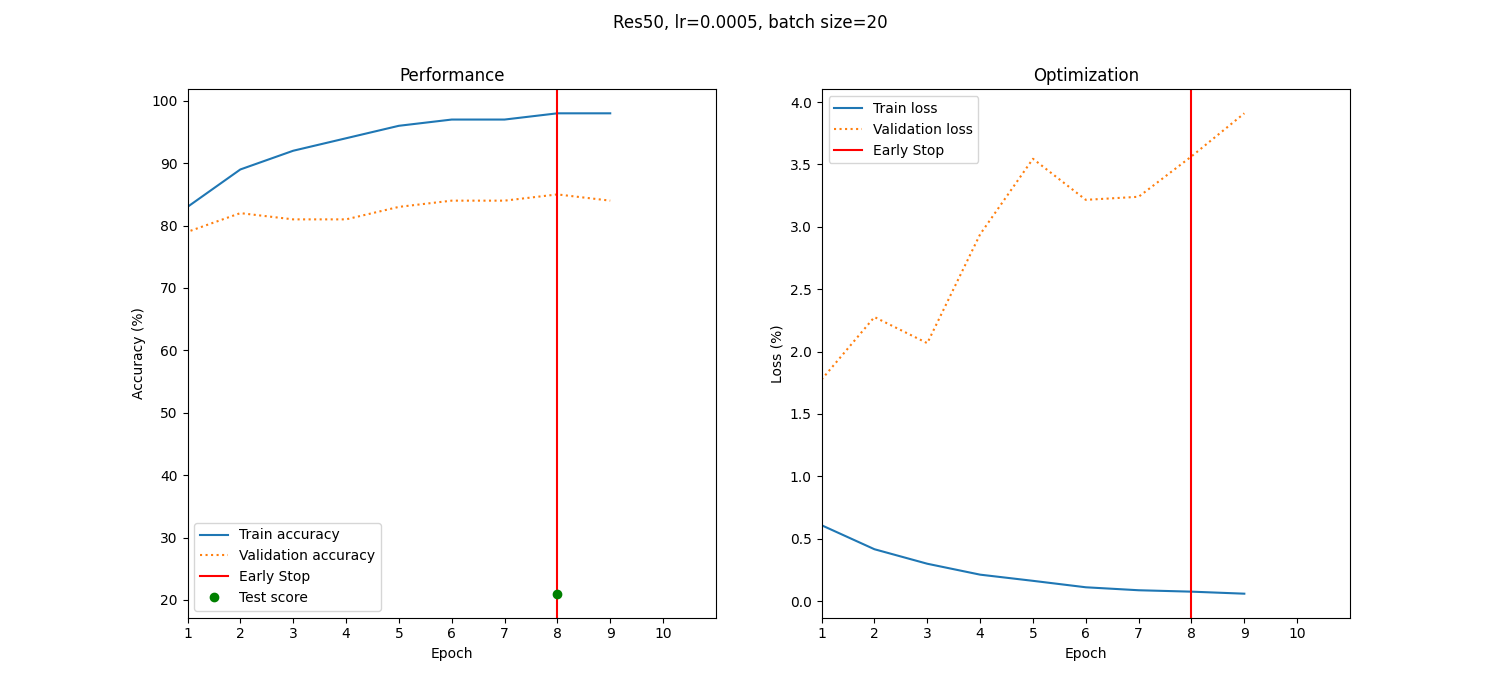 Res50, lr=0.0005, batch size=20
Performance
Accuracy (%)
100
90
80
70
60
50
40
30
20
Train accuracy
Validation accuracy
Early Stop
Test score
1 2 3 4 5 6 7 8 9 10
Epoch
Optimization
Loss (%)
4.0
3.5
3.0
2.5
2.0
1.5
1.0
0.5
0.0
Train loss
Validation loss
Early Stop
1 2 3 4 5 6 7 8 9 10
Epoch